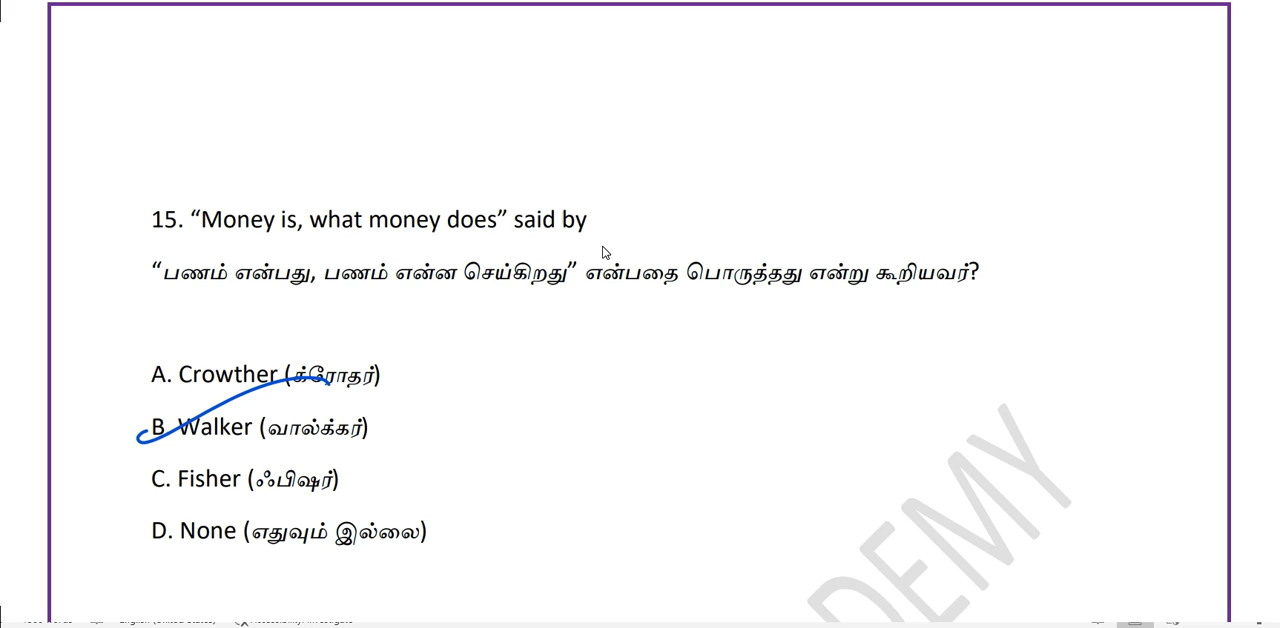 15. “Money is, what money does” said by
“பணம் என்பது, பணம் என்ன செய்கிறது” என்பதை பொருத்தது என்று கூறியவர்?
A. Crowther (க்ரோதர்)
B. Walker (வால்க்கர்)
C. Fisher (ஃபிஷர்)
D. None (எதுவும் இல்லை)
DEMY